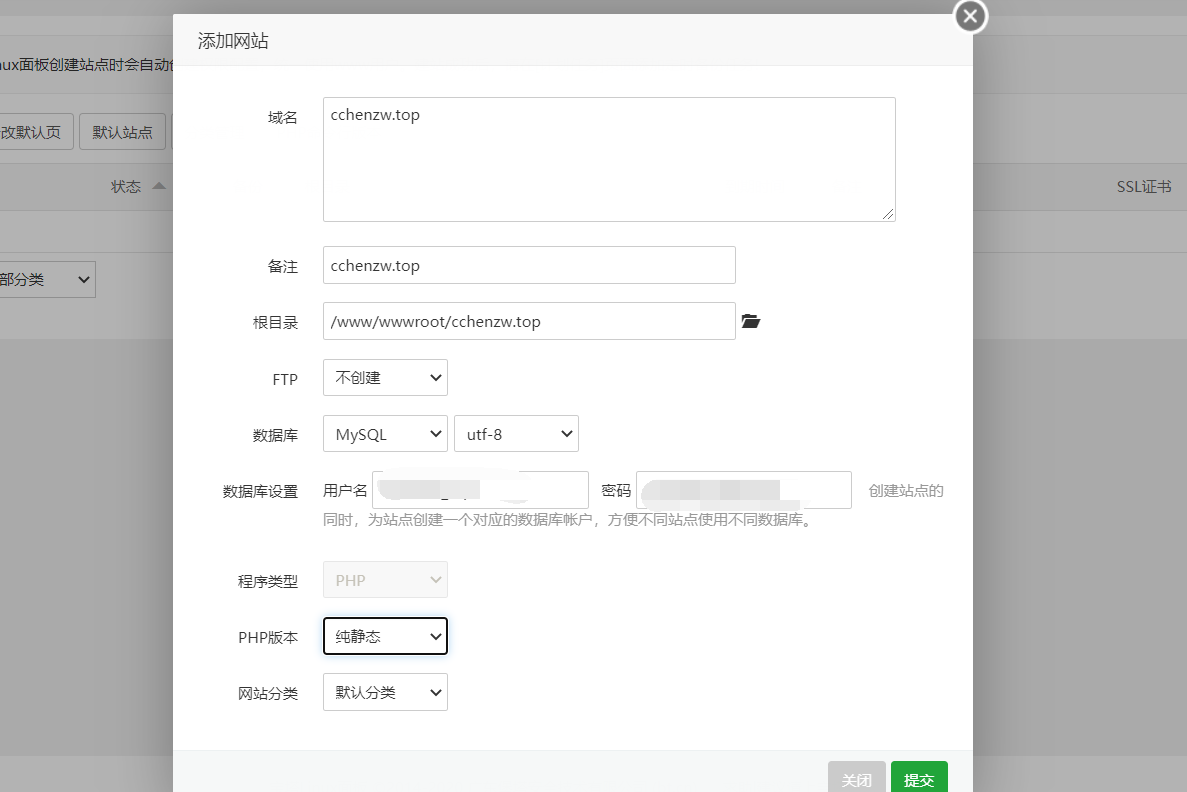 添加网站
nux面板创建站点时会自动创
域名
cchenzw.top
改默认页
默认站点
状态
SSL证书
备注
cchenzw.top
部分类
根目录
/www/wwwroot/cchenzw.top
FTP
不创建
数据库
MySQL
utf-8
数据库设置
用户名
密码
创建站点的
同时，为站点创建一个对应的数据库帐户，方便不同站点使用不同数据库。
程序类型
PHP
PHP版本
纯静态
网站分类
默认分类
关闭
提交